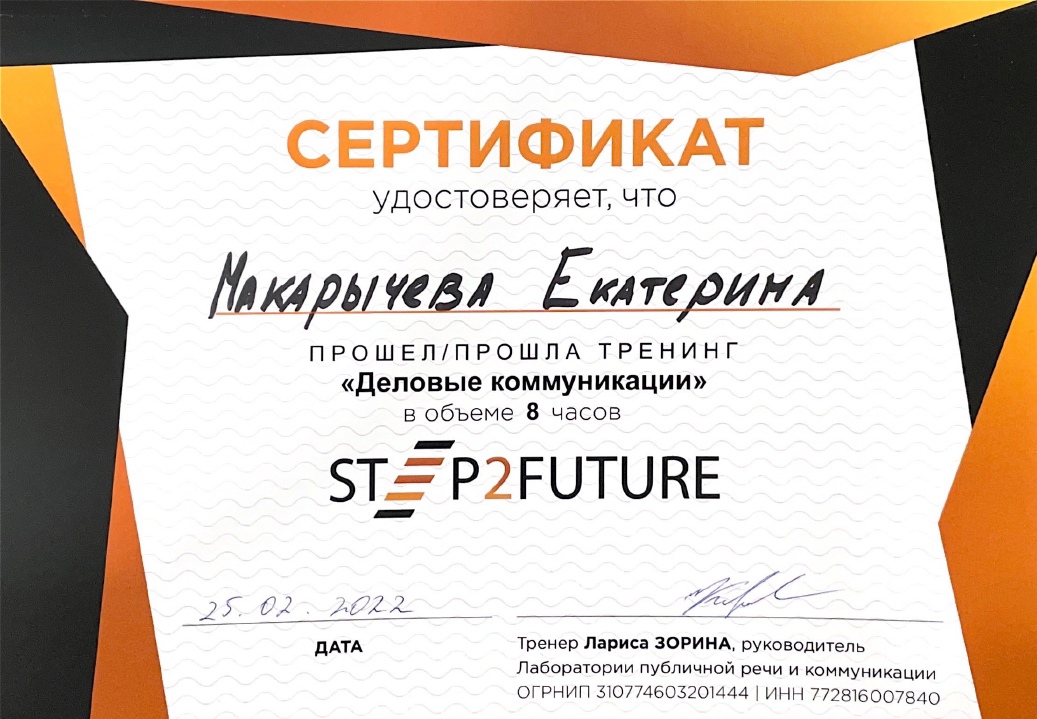 СЕРТИФИКАТ
удостоверяет, что
Макарычева Екатерина
ПРОШЕЛ/ПРОШЛА ТРЕНИНГ
«Деловые коммуникации»
в объеме 8 часов
STEP2FUTURE
25.02.2022
ДАТА
Тренер Лариса ЗОРИНА, руководитель
Лаборатории публичной речи и коммуникации
ОГРНИП 310774603201444 | ИНН 772816007840